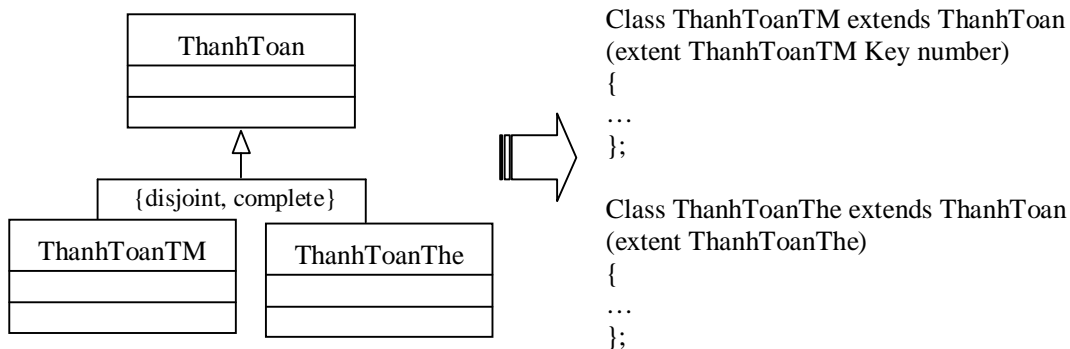 ThanhToan
{disjoint, complete}
ThanhToanTM
ThanhToanThe
Class ThanhToanTM extends ThanhToan
(extent ThanhToanTM Key number)
{
…
};
Class ThanhToanThe extends ThanhToan
(extent ThanhToanThe)
{
…
};